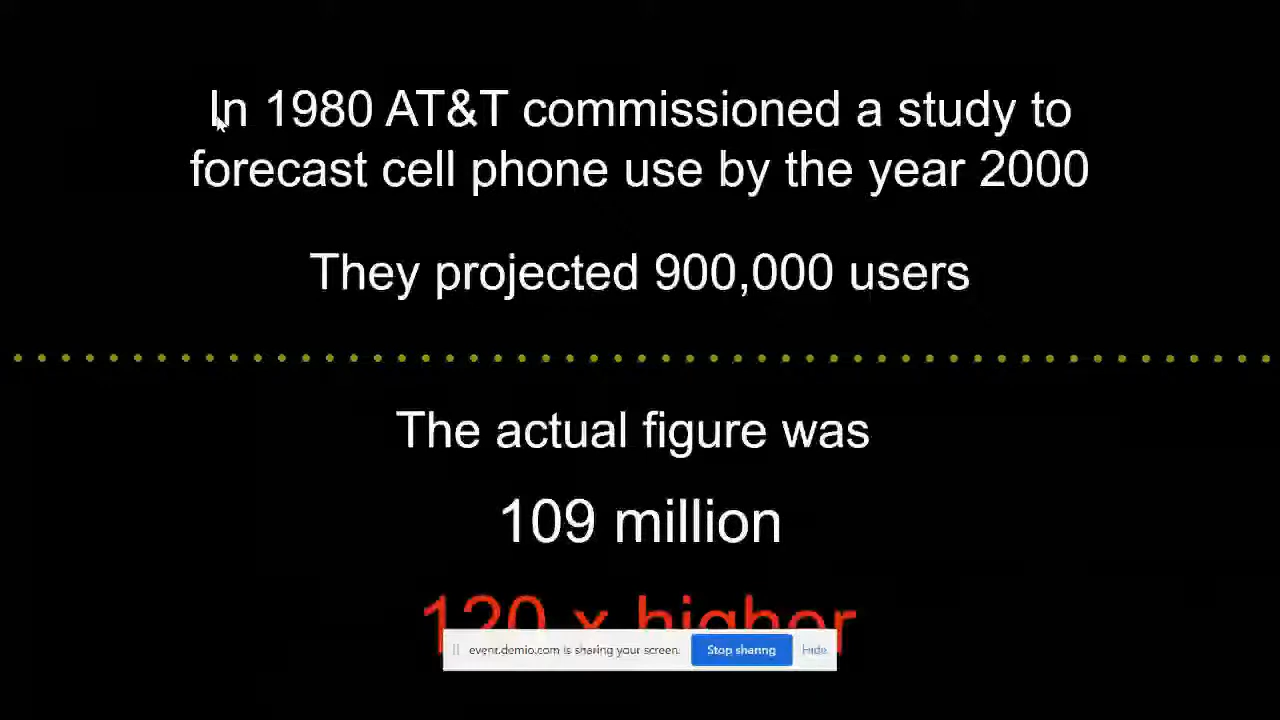 In 1980 AT&T commissioned a study to
forecast cell phone use by the year 2000
They projected 900,000 users
The actual figure was
109 million
120 x higher
event.demio.com is sharing your screen.
Stop sharing
Hide